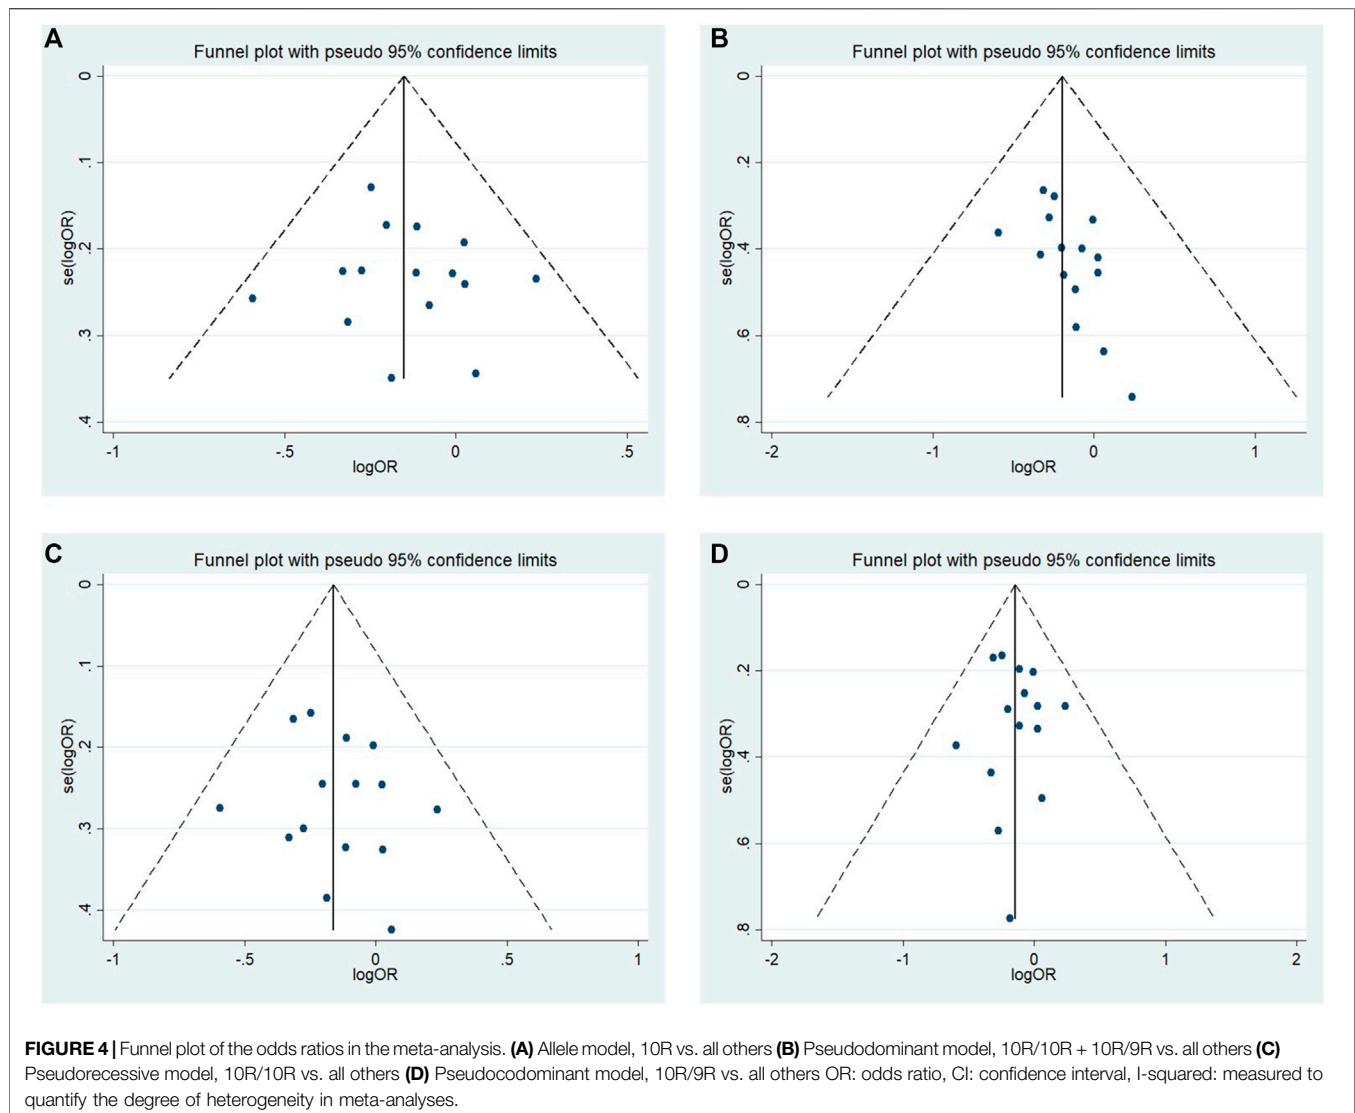 A
Funnel plot with pseudo 95% confidence limits
0
.1
.2
.3
.4
se(logOR)
-1
-.5
0
.5
logOR
B
Funnel plot with pseudo 95% confidence limits
0
.2
.4
.6
.8
se(logOR)
-2
-1
0
1
logOR
C
Funnel plot with pseudo 95% confidence limits
0
.1
.2
.3
.4
se(logOR)
-1
-.5
0
.5
1
logOR
D
Funnel plot with pseudo 95% confidence limits
0
.2
.4
.6
.8
se(logOR)
-2
-1
0
1
2
logOR
FIGURE 4 | Funnel plot of the odds ratios in the meta-analysis. (A) Allele model, 10R vs. all others (B) Pseudodominant model, 10R/10R + 10R/9R vs. all others (C)
Pseudorecessive model, 10R/10R vs. all others (D) Pseudocodominant model, 10R/9R vs. all others OR: odds ratio, CI: confidence interval, I-squared: measured to
quantify the degree of heterogeneity in meta-analyses.